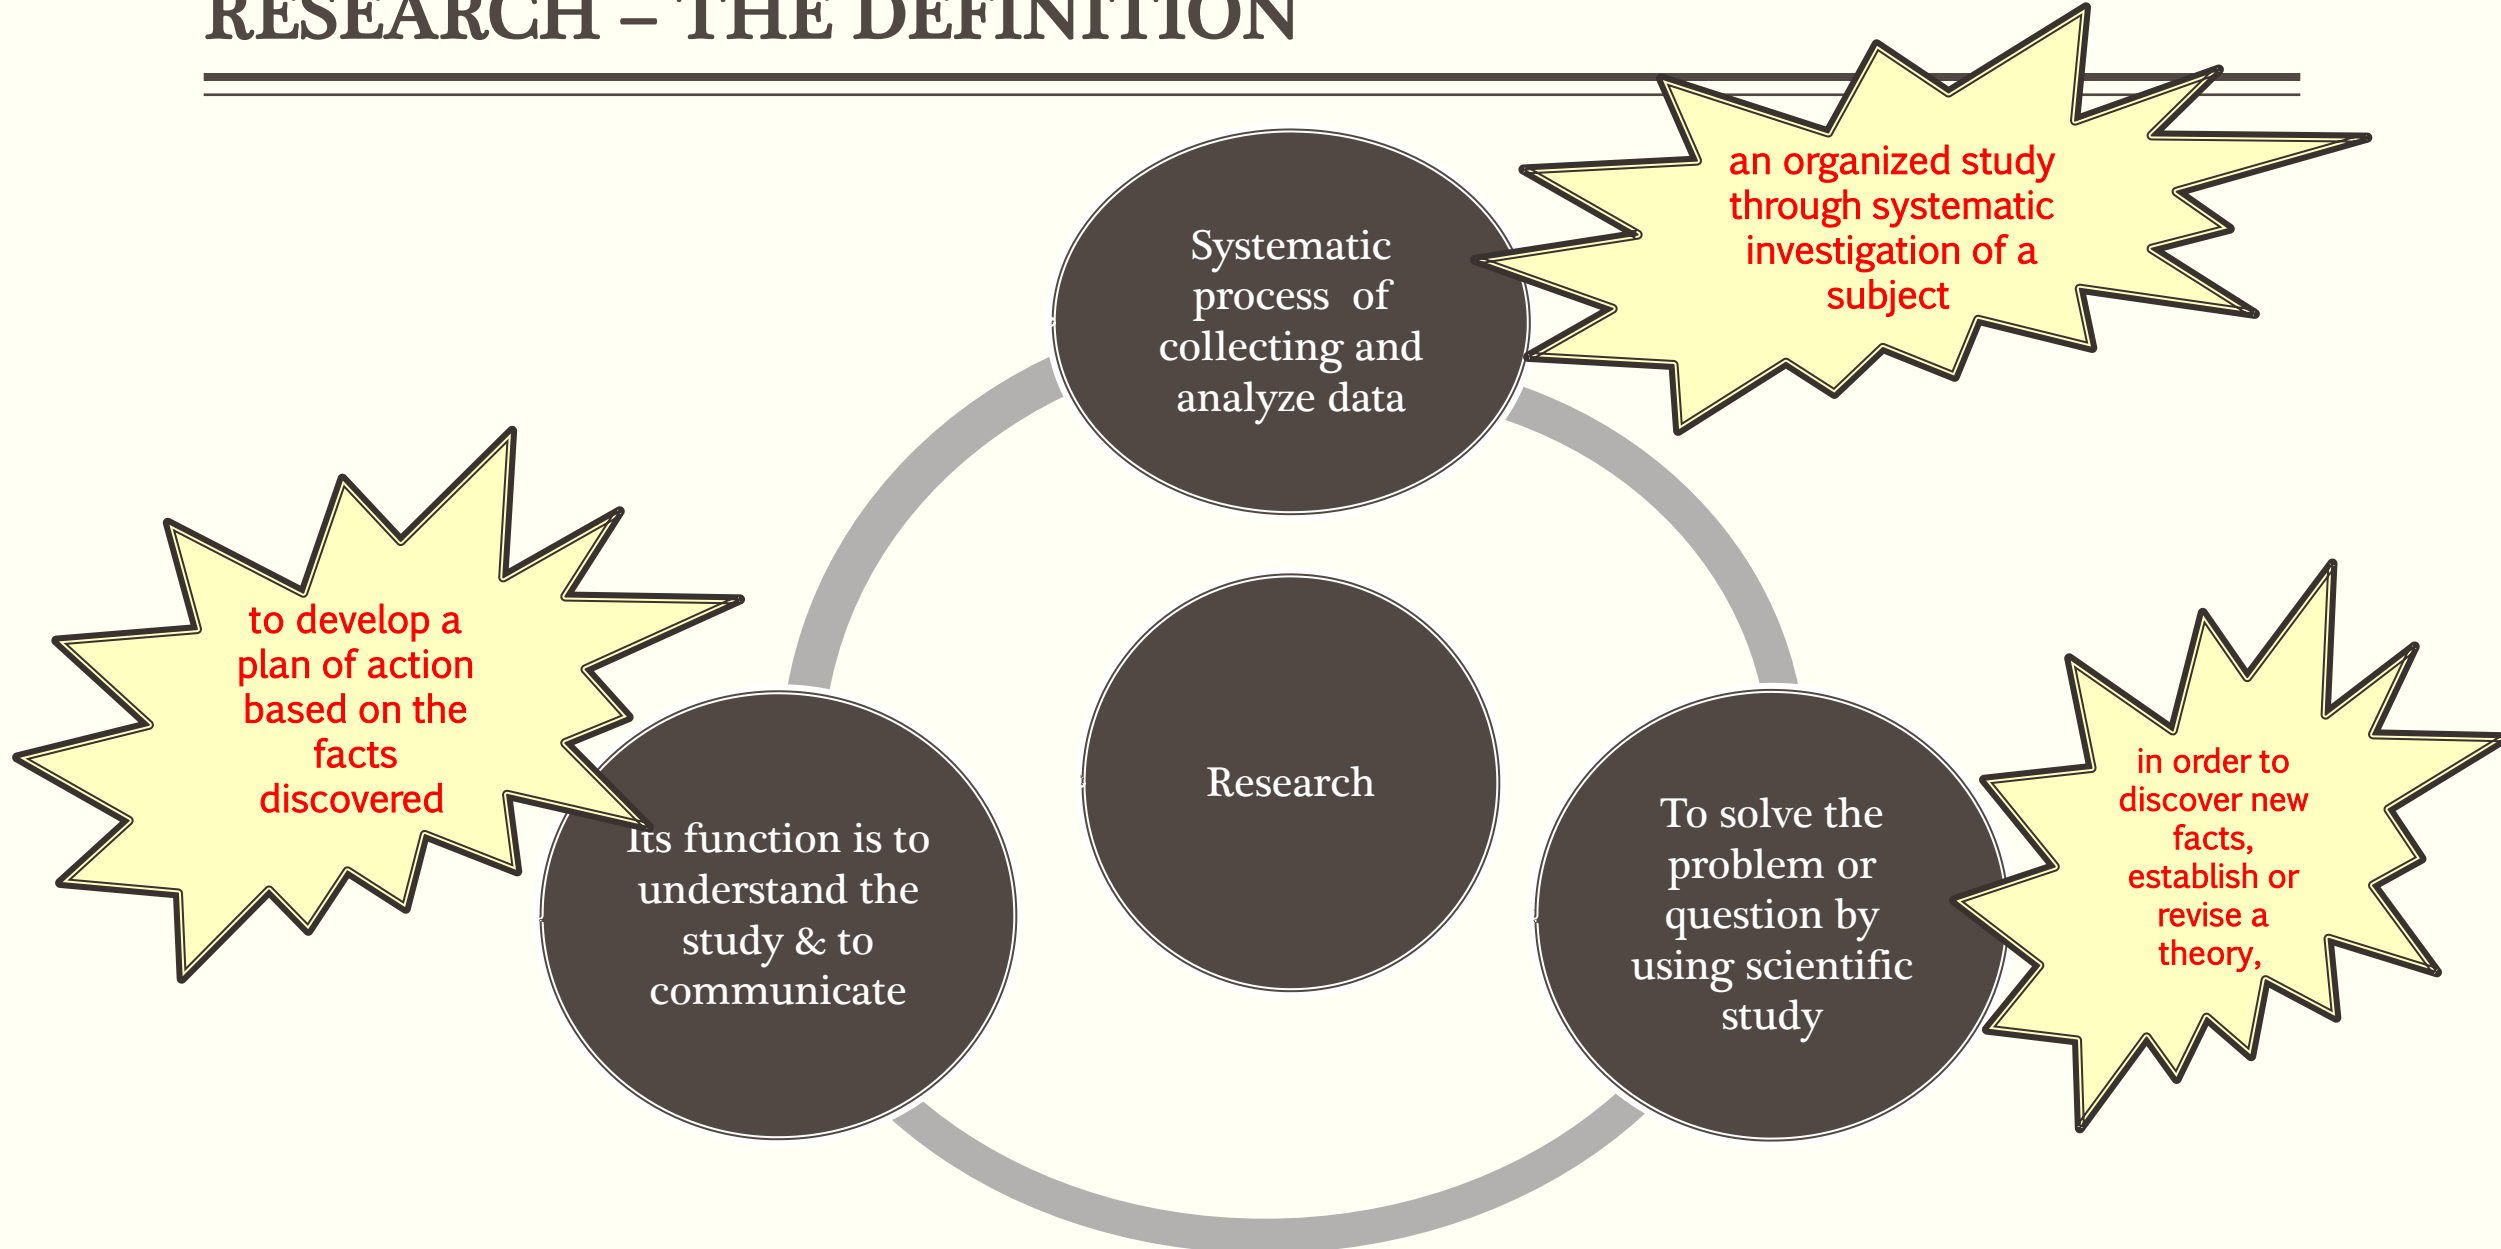 RESEARCH – THE DEFINITION
an organized study
through systematic
investigation of a
subject
Systematic
process of
collecting and
analyze data
to develop a
plan of action
based on the
facts
discovered
Research
in order to
discover new
facts,
establish or
revise a
theory,
Its function is to
understand the
study & to
communicate
To solve the
problem or
question by
using scientific
study